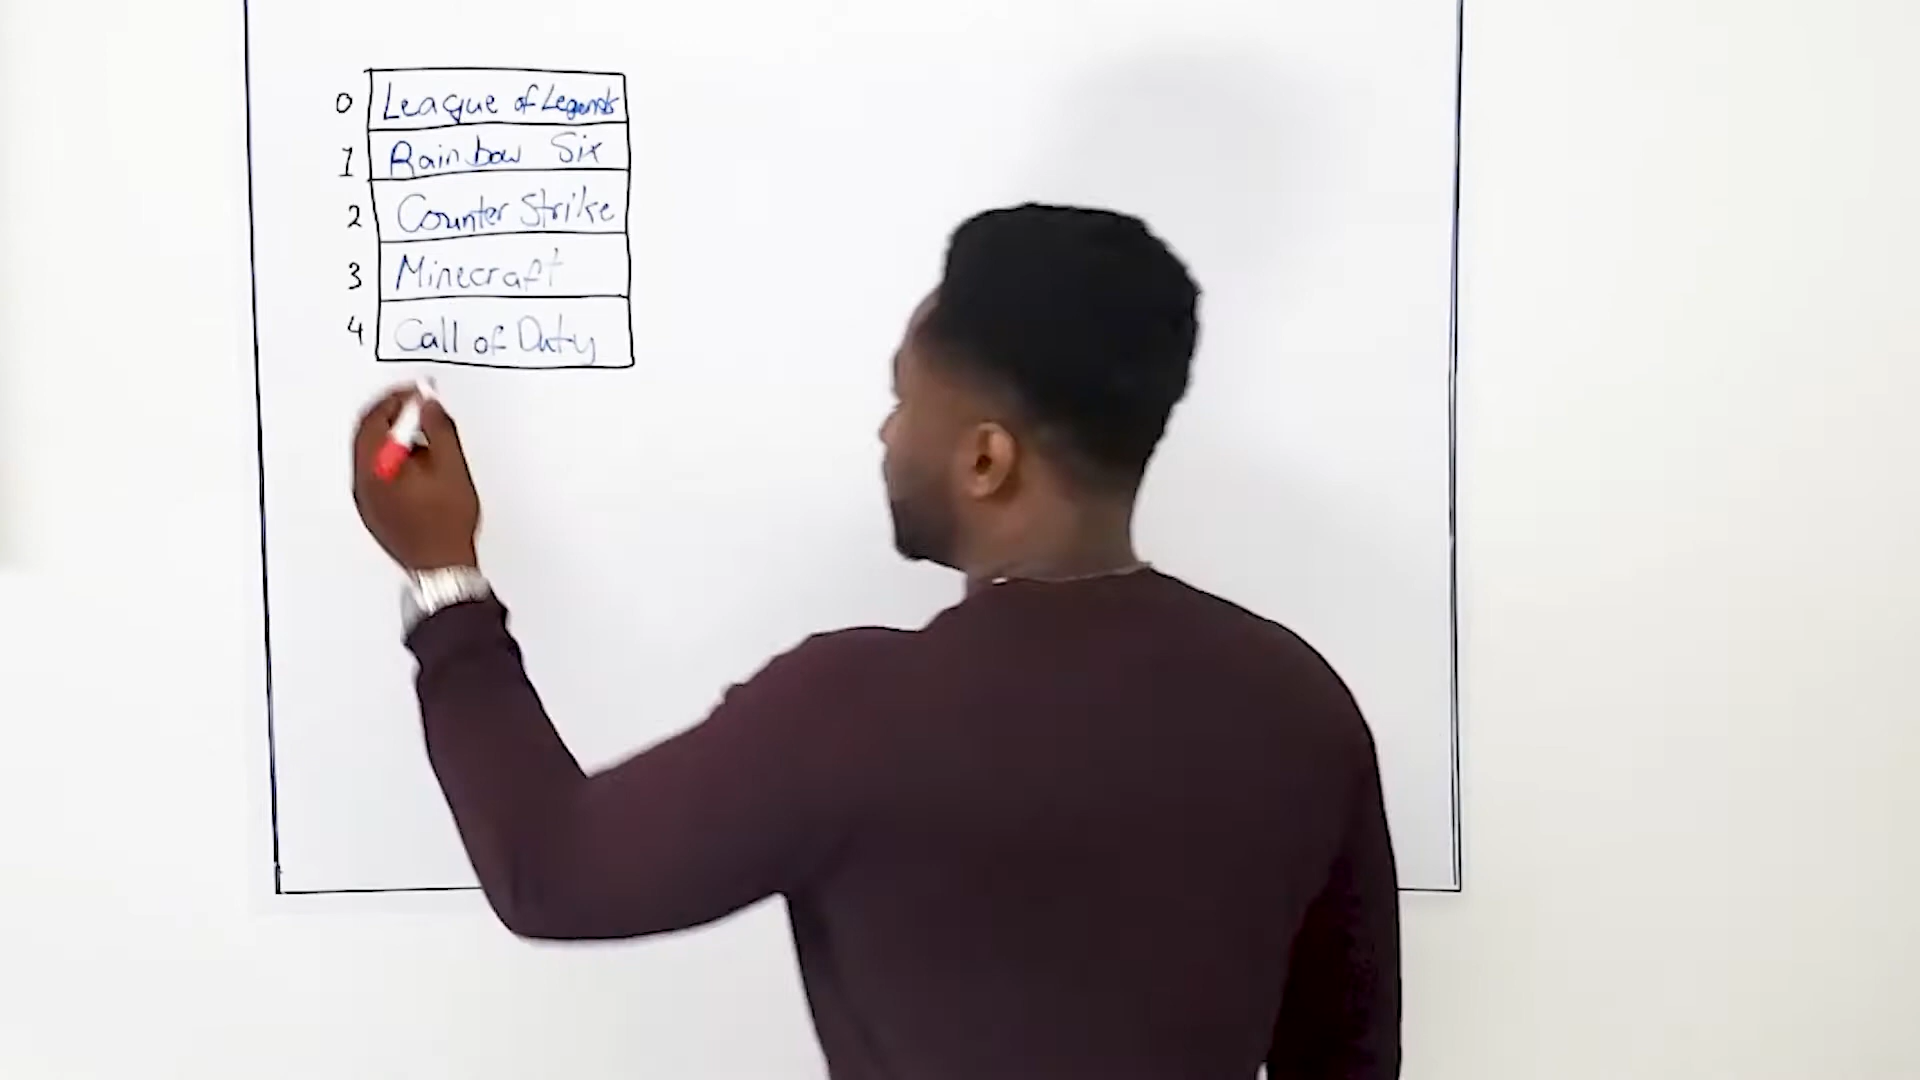 0 League of Legends
1 Rainbow Six
2 Counter Strike
3 Minecraft
4 Call of Duty